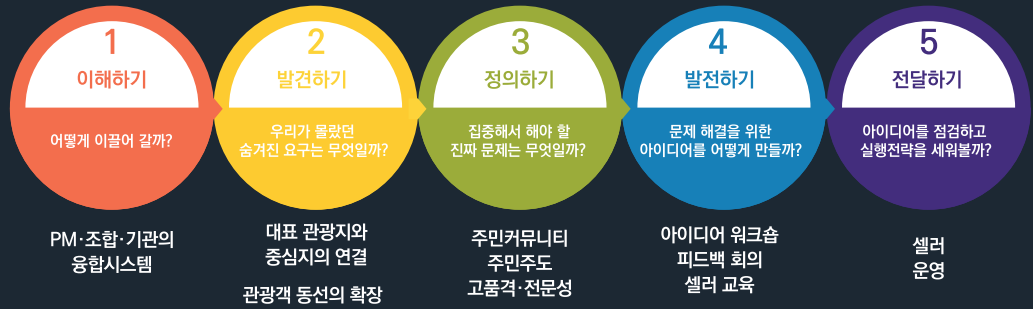 1
이해하기
어떻게 이끌어 갈까?
PM·조합·기관의
융합시스템
2
발견하기
우리가 몰랐던
숨겨진 요구는 무엇일까?
대표 관광지와
중심지의 연결
관광객 동선의 확장
3
정의하기
집중해서 해야 할
진짜 문제는 무엇일까?
주민커뮤니티
주민주도
고품격·전문성
4
발전하기
문제 해결을 위한
아이디어를 어떻게 만들까?
아이디어 워크숍
피드백 회의
셀러 교육
5
전달하기
아이디어를 점검하고
실행전략을 세워볼까?
셀러
운영